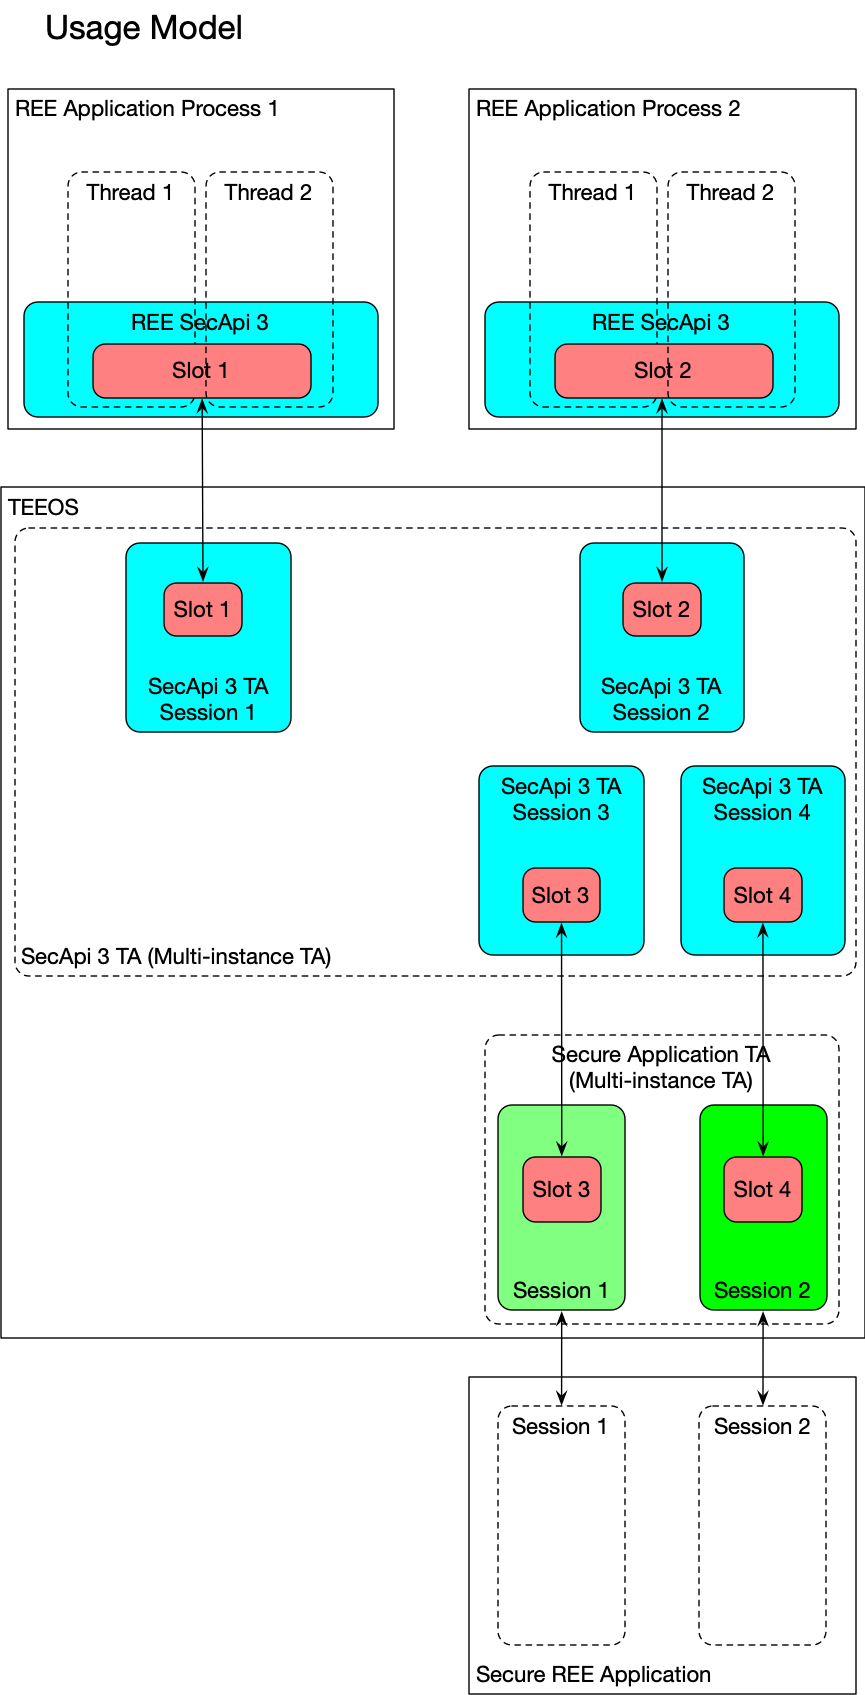 Usage Model
REE Application Process 1
Thread 1
Thread 2
REE SecApi 3
Slot 1
REE Application Process 2
Thread 1
Thread 2
REE SecApi 3
Slot 2
TEEOS
Slot 1
SecApi 3 TA
Session 1
Slot 2
SecApi 3 TA
Session 2
SecApi 3 TA
Session 3
Slot 3
SecApi 3 TA
Session 4
Slot 4
SecApi 3 TA (Multi-instance TA)
Secure Application TA
(Multi-instance TA)
Slot 3
Session 1
Slot 4
Session 2
Session 1
Session 2
Secure REE Application